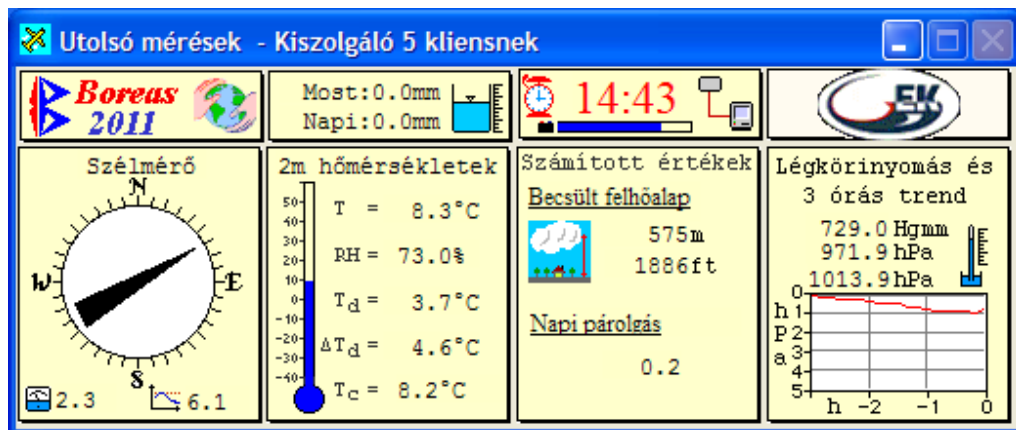 Utolsó mérések - Kiszolgáló 5 kliensnek
Boreas
2011
Most:0.0mm
Napi:0.0mm
14:43
EK
Szélmérő
N
W
E
S
2.3
6.1
2m hőmérsékletek
50
40
30
20
10
0
-10
-20
-30
-40
T = 8.3°C
RH = 73.0%
Td = 3.7°C
ΔTd = 4.6°C
Tc = 8.2°C
Számított értékek
Becsült felhőalap
575m
1886ft
Napi párolgás
0.2
Légkörinyomás és
3 órás trend
729.0 Hgmm
971.9 hPa
1013.9 hPa
hPa
0
1
2
3
4
5
h -2 -1 0